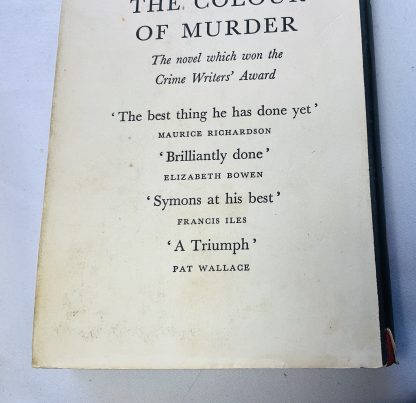 THE COLOUR
OF MURDER
The novel which won the
Crime Writers' Award
'The best thing he has done yet'
MAURICE RICHARDSON
'Brilliantly done'
ELIZABETH BOWEN
'Symons at his best'
FRANCIS ILES
'A Triumph'
PAT WALLACE